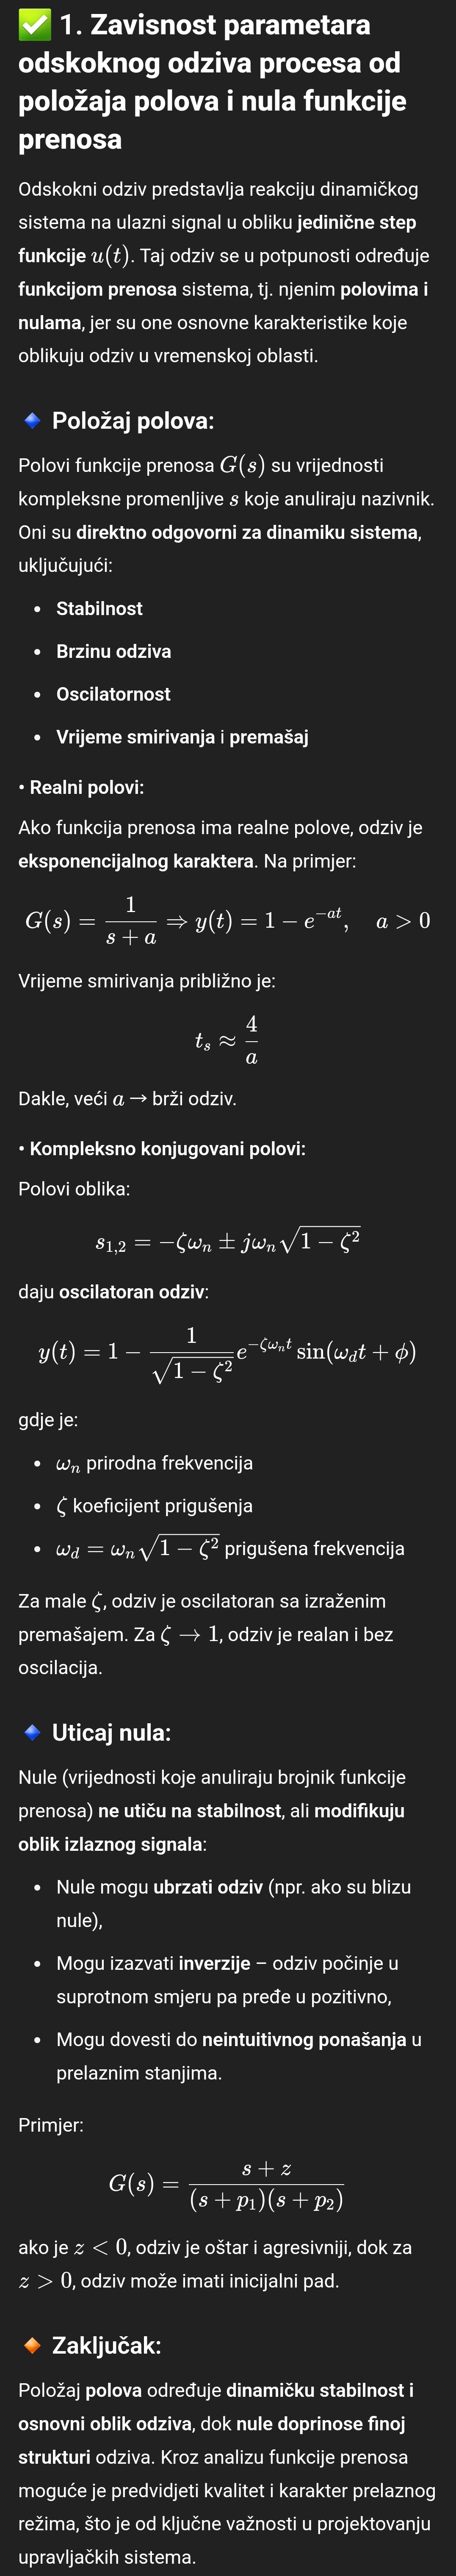 ✅ 1. Zavisnost parametara
odskoknog odziva procesa od
položaja polova i nula funkcije
prenosa
Odskokni odziv predstavlja reakciju dinamičkog
sistema na ulazni signal u obliku jedinične step
funkcije u(t). Taj odziv se u potpunosti određuje
funkcijom prenosa sistema, tj. njenim polovima i
nulama, jer su one osnovne karakteristike koje
oblikuju odziv u vremenskoj oblasti.
🔹 Položaj polova:
Polovi funkcije prenosa G(s) su vrijednosti
kompleksne promenljive s koje anuliraju nazivnik.
Oni su direktno odgovorni za dinamiku sistema,
uključujući:
• Stabilnost
• Brzinu odziva
• Oscilatornost
• Vrijeme smirivanja i premašaj
• Realni polovi:
Ako funkcija prenosa ima realne polove, odziv je
eksponencijalnog karaktera. Na primjer:
G(s) = 1/(s + a) ⇒ y(t) = 1 − e^{−at}, a > 0
Vrijeme smirivanja približno je:
t_s ≈ 4/a
Dakle, veći a → brži odziv.
• Kompleksno konjugovani polovi:
Polovi oblika:
s_{1,2} = −ζω_n ± jω_n√(1 − ζ²)
daju oscilatoran odziv:
y(t) = 1 − 1/√(1 − ζ²) e^{−ζω_n t} sin(ω_d t + ϕ)
gdje je:
• ω_n prirodna frekvencija
• ζ koeficijent prigušenja
• ω_d = ω_n√(1 − ζ²) prigušena frekvencija
Za male ζ, odziv je oscilatoran sa izraženim
premašajem. Za ζ → 1, odziv je realan i bez
oscilacija.
🔹 Uticaj nula:
Nule (vrijednosti koje anuliraju brojnik funkcije
prenosa) ne utiču na stabilnost, ali modifikuju
oblik izlaznog signala:
• Nule mogu ubrzati odziv (npr. ako su blizu
nule),
• Mogu izazvati inverzije – odziv počinje u
suprotnom smjeru pa pređe u pozitivno,
• Mogu dovesti do neintuitivnog ponašanja u
prelaznim stanjima.
Primjer:
G(s) = (s + z)/((s + p₁)(s + p₂))
ako je z < 0, odziv je oštar i agresivniji, dok za
z > 0, odziv može imati inicijalni pad.
🔸 Zaključak:
Položaj polova određuje dinamičku stabilnost i
osnovni oblik odziva, dok nule doprinose finoj
strukturi odziva. Kroz analizu funkcije prenosa
moguće je predvidjeti kvalitet i karakter prelaznog
režima, što je od ključne važnosti u projektovanju
upravljačkih sistema.